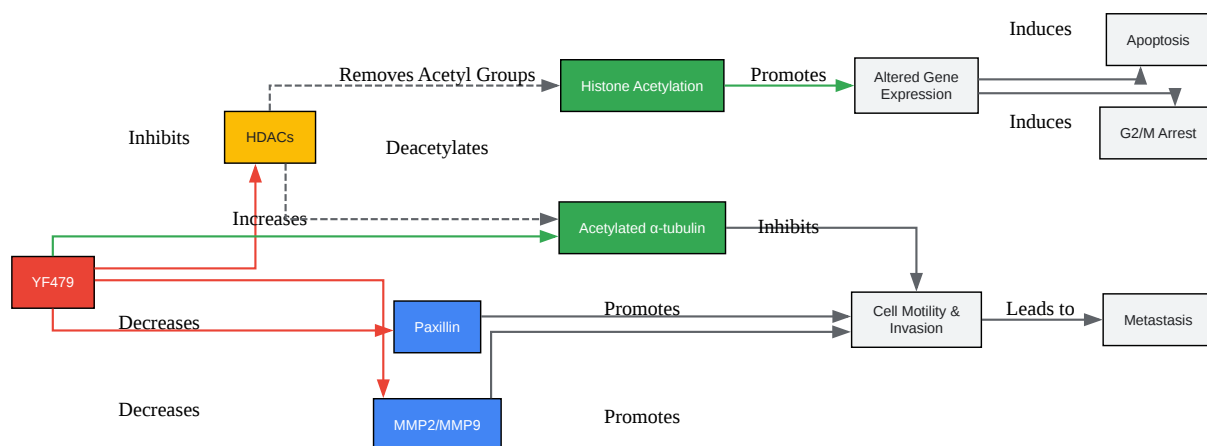 Induces
Apoptosis
Removes Acetyl Groups
Histone Acetylation
Promotes
Altered Gene
Expression
Inhibits
HDACs
Deacetylates
Induces
G2/M Arrest
Increases
Acetylated α-tubulin
Inhibits
YF479
Decreases
Paxillin
Promotes
Cell Motility &
Invasion
Leads to
Metastasis
Decreases
MMP2/MMP9
Promotes